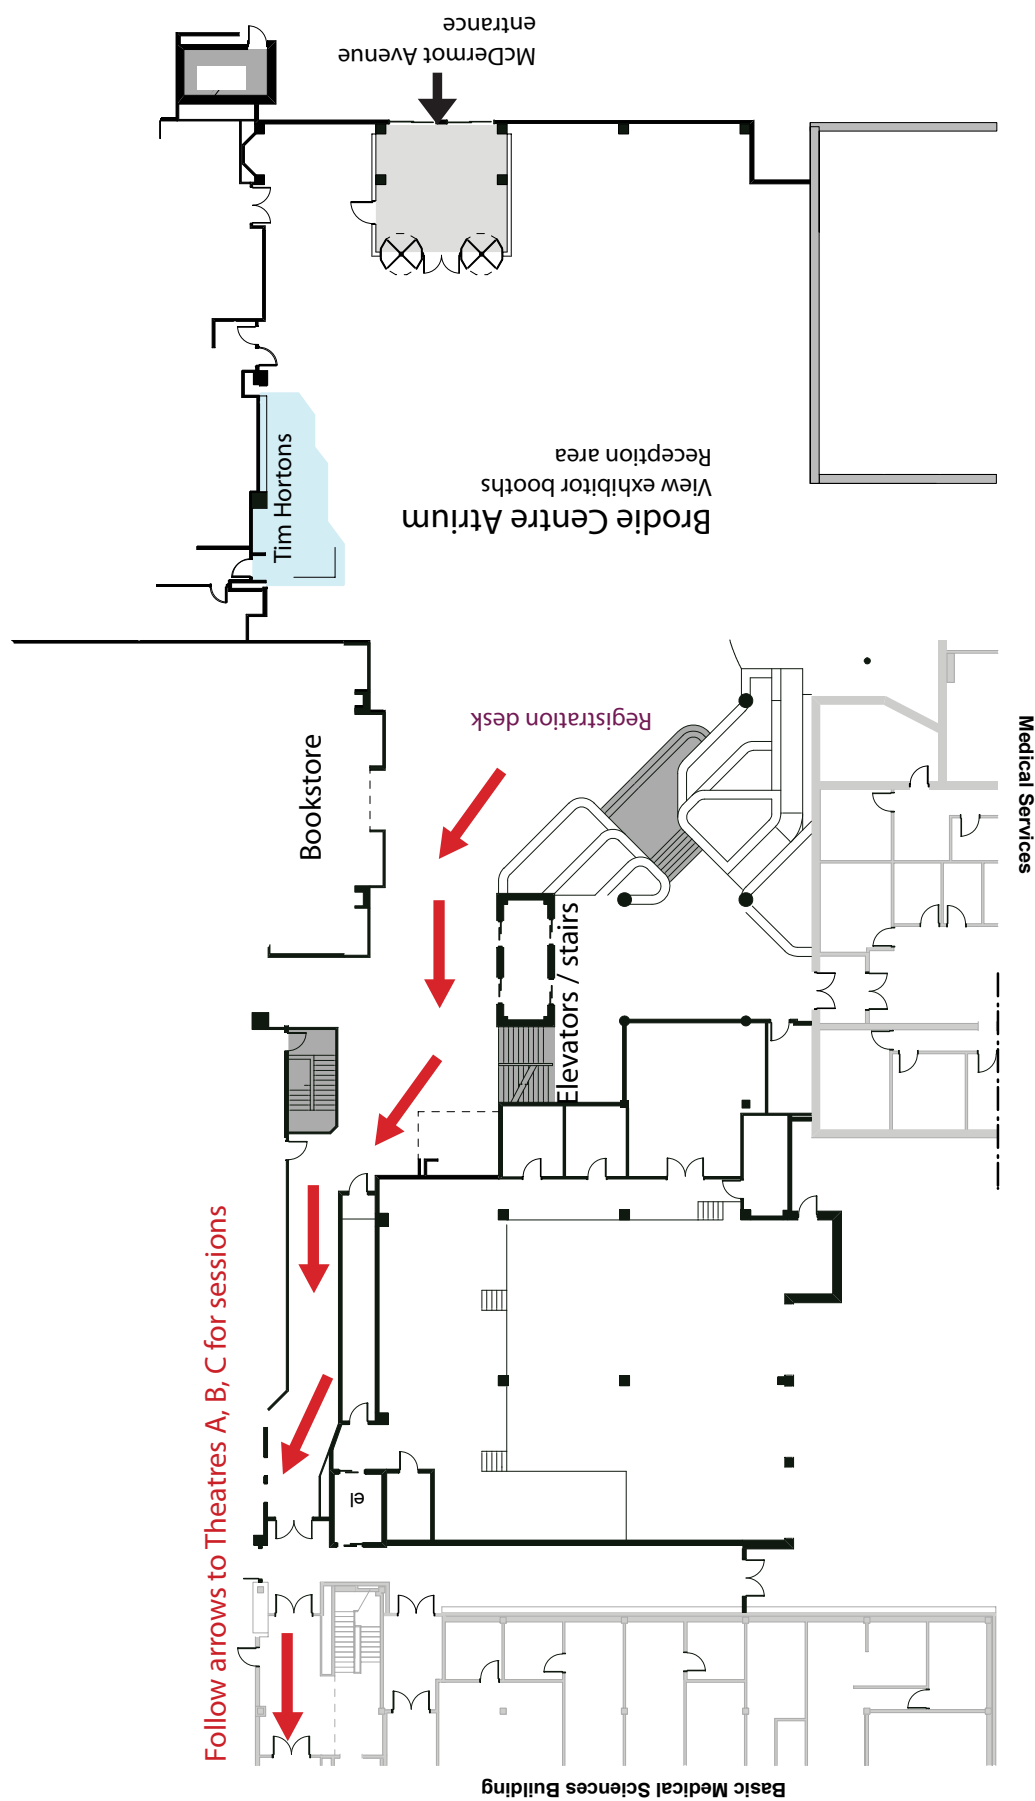 McDermot Avenue
entrance
Tim Hortons
Brodie Centre Atrium
View exhibitor booths
Reception area
Registration desk
Bookstore
Medical Services
Elevators / stairs
Follow arrows to Theatres A, B, C for sessions
el
Basic Medical Sciences Building